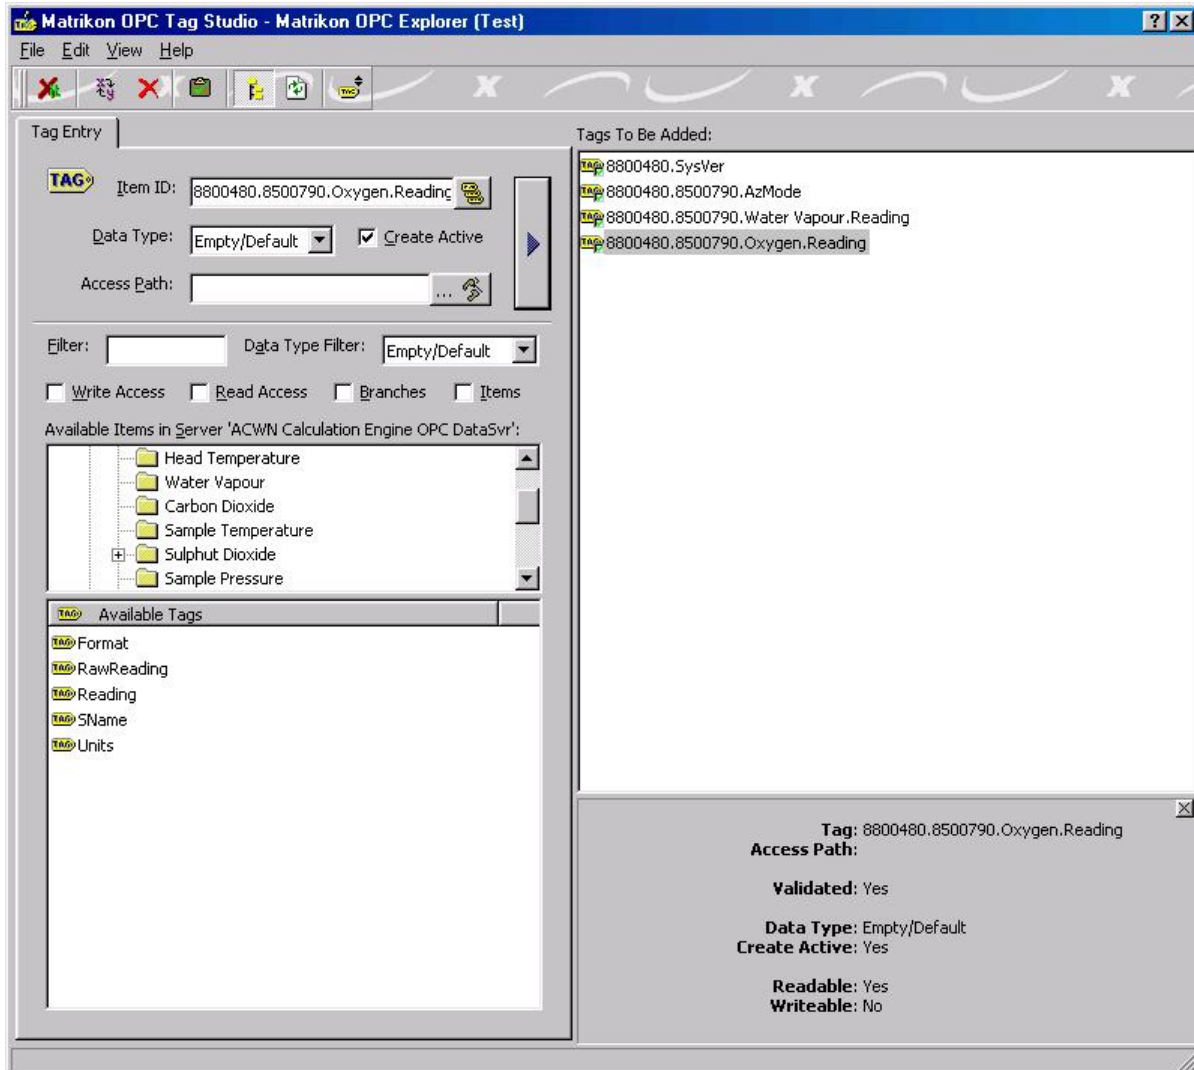 Matrikon OPC Tag Studio - Matrikon OPC Explorer (Test)
File Edit View Help
Tag Entry
TAG
Item ID: 8800480.8500790.Oxygen.Reading
Data Type: Empty/Default Create Active
Access Path: ...
Filter: Data Type Filter: Empty/Default
Write Access Read Access Branches Items
Available Items in Server 'ACWN Calculation Engine OPC DataSvr':
Head Temperature
Water Vapour
Carbon Dioxide
Sample Temperature
Sulphut Dioxide
Sample Pressure
Available Tags
Format
RawReading
Reading
SName
Units
Tags To Be Added:
8800480.SysVer
8800480.8500790.AzMode
8800480.8500790.Water Vapour.Reading
8800480.8500790.Oxygen.Reading
Tag: 8800480.8500790.Oxygen.Reading
Access Path:
Validated: Yes
Data Type: Empty/Default
Create Active: Yes
Readable: Yes
Writeable: No